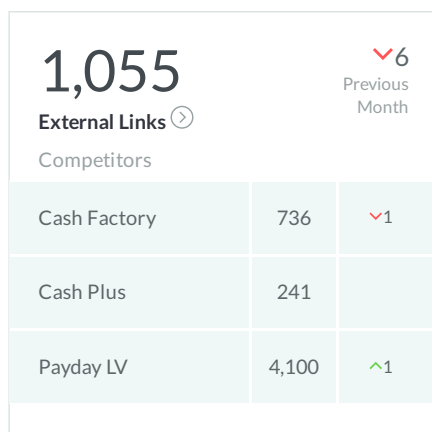 1,055
6
External Links
Previous
Month
Competitors
Cash Factory 736 1
Cash Plus 241
Payday LV 4,100 1